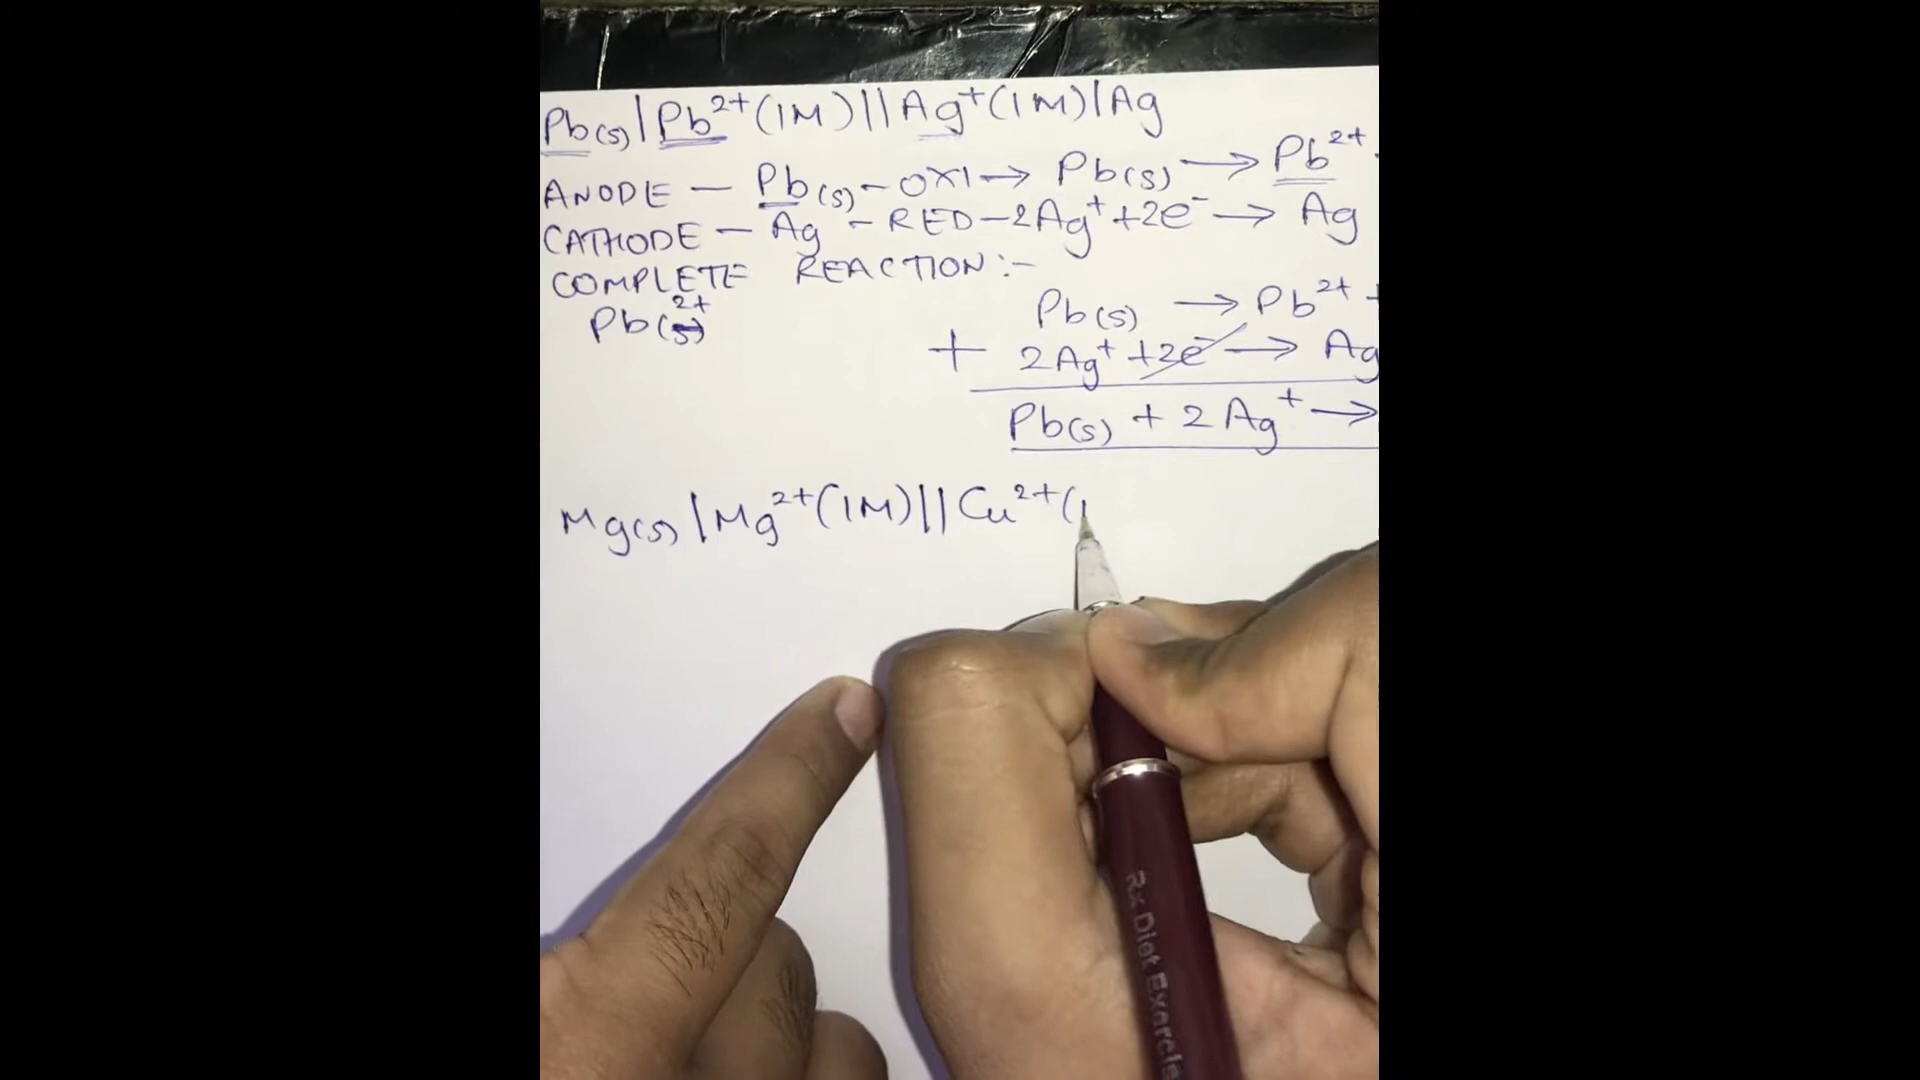 Pb(s)|Pb²⁺(1M)||Ag⁺(1M)|Ag
ANODE — Pb(s) - OXI → Pb(s) → Pb²⁺
CATHODE — Ag - RED - 2Ag⁺ + 2e⁻ → Ag
COMPLETE REACTION :-
Pb(s)²⁺
Pb(s) → Pb²⁺ +
+ 2Ag⁺ + 2e⁻ → Ag
Pb(s) + 2Ag⁺ →
Mg(s)|Mg²⁺(1M)||Cu²⁺(1
Rx Diet Exercise